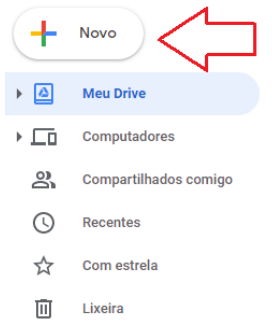 Novo
Meu Drive
Computadores
Compartilhados comigo
Recentes
Com estrela
Lixeira